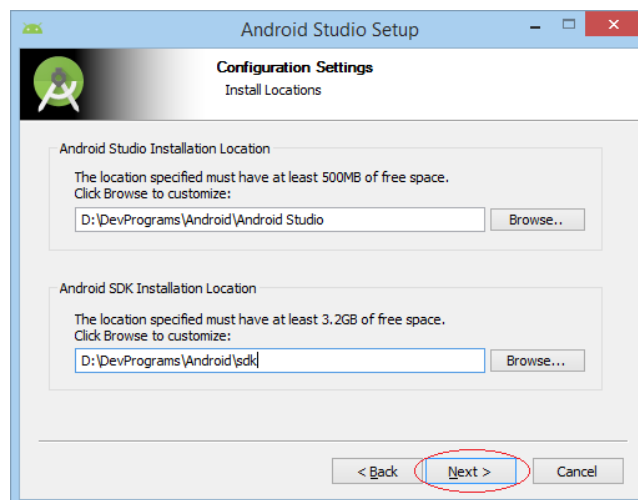 Android Studio Setup
Configuration Settings
Install Locations
Android Studio Installation Location
The location specified must have at least 500MB of free space.
Click Browse to customize:
D:\DevPrograms\Android\Android Studio
Browse..
Android SDK Installation Location
The location specified must have at least 3.2GB of free space.
Click Browse to customize:
D:\DevPrograms\Android\sdk
Browse...
< Back
Next >
Cancel